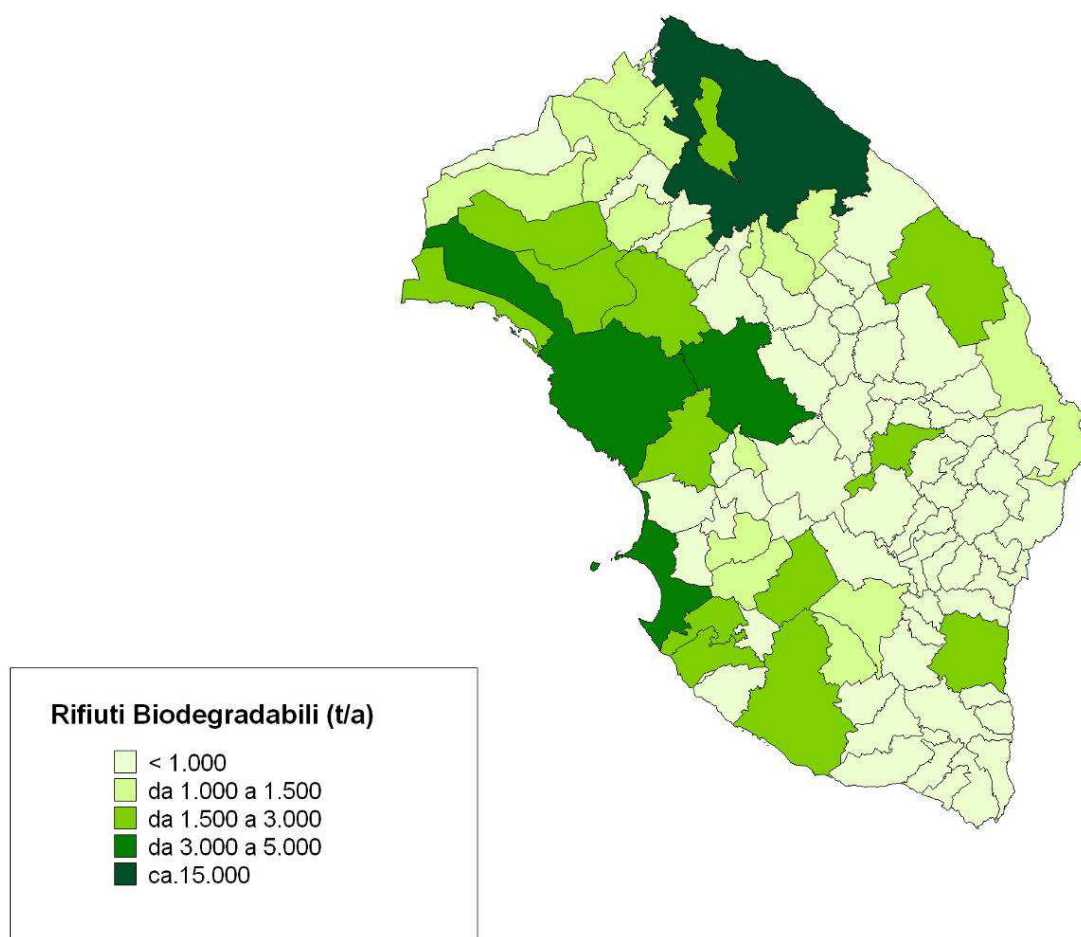 Rifiuti Biodegradabili (t/a)
< 1.000
da 1.000 a 1.500
da 1.500 a 3.000
da 3.000 a 5.000
ca.15.000